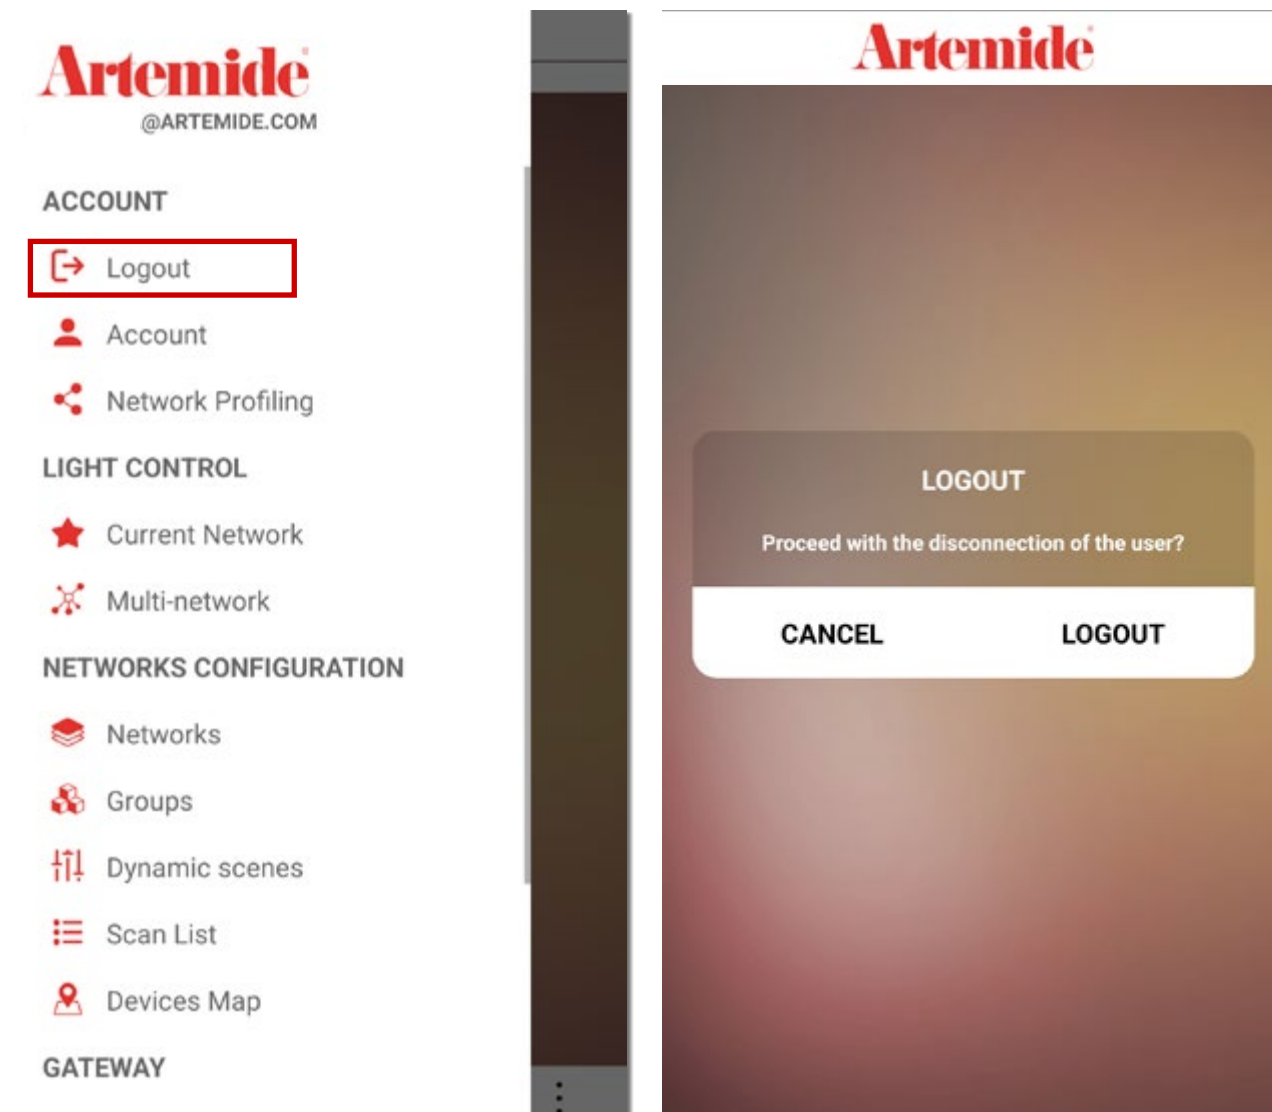 Artemide
@ARTEMIDE.COM
ACCOUNT
Logout
Account
Network Profiling
LIGHT CONTROL
Current Network
Multi-network
NETWORKS CONFIGURATION
Networks
Groups
Dynamic scenes
Scan List
Devices Map
GATEWAY
Artemide
LOGOUT
Proceed with the disconnection of the user?
CANCEL LOGOUT